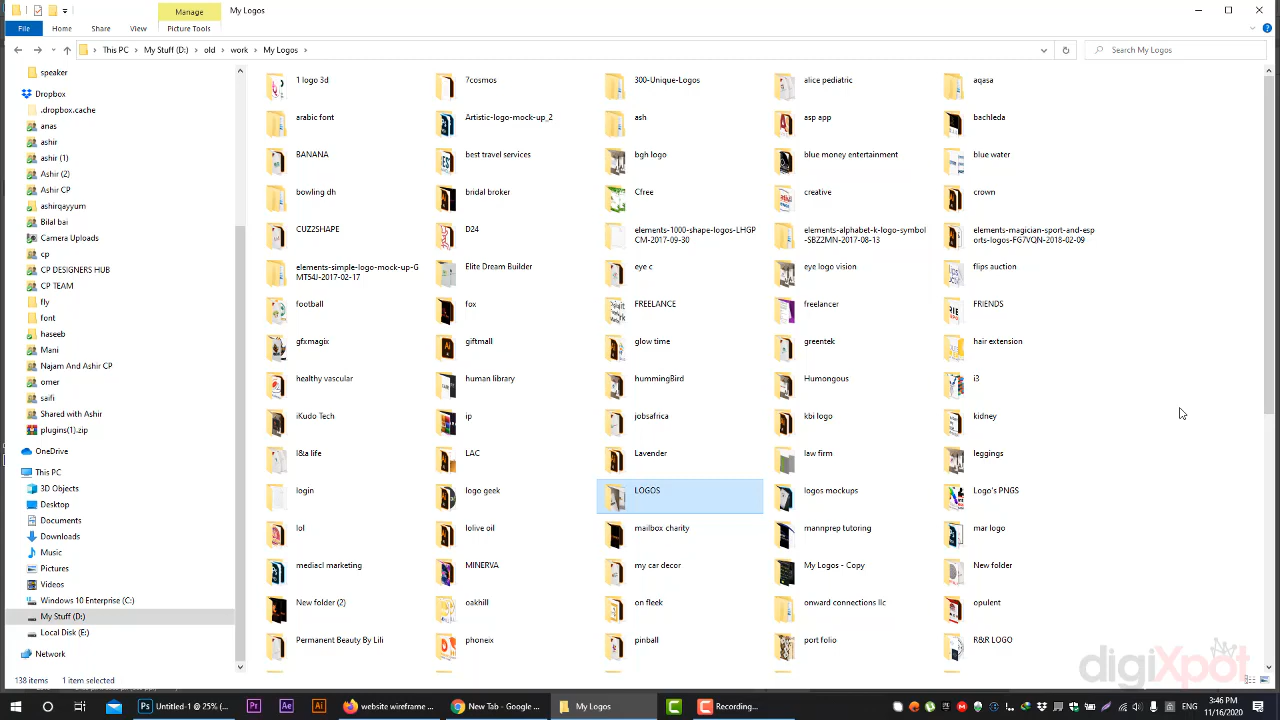 Manage
My Logos
File
Home
Share
View
Picture Tools
This PC
My Stuff (D:)
old
work
My Logos
Search My Logos
speaker
Dropbox
.dropbox.cache
anas
ashir
ashir (1)
Ashir (2)
Ashir CP
ashirqayyum
Bilal bai
Camera Uploads
cp
CP DESIGNERS HUB
CP TEAM
fly
font
haseeb
Mani
Najam And CP
omer
saifi
Shared with Ashir
plugins(1).zip
OneDrive
This PC
3D Objects
Desktop
Documents
Downloads
Music
Pictures
Videos
Windows 10 Enterprise (C:)
My Stuff (D:)
Local Disk (E:)
Network
1 logo 3d
7cosmos
300-Unique-Logos
alice pediatric
aqasa
arabic font
Artistic-logo-mock-up_2
ash
asp app
bachleda
BANANA
best travel services
bgh logo
blue money entertainment
blue water
bowling dh
bridal broker
Cfree
creative
crown
CUZZ2SHAPE
D24
elements-1000-shape-logos-LHGP
CM-2017-09-30
elements-alphabet-k-logo-symbol
-SBZ2MN-2017-08-13
elements-magician-sport-and-esp
orts-logos-FG7VQN-2018-02-09
elements-simple-logo-mock-up-G
MT54J-2017-02-17
Elite Dream Builder
eye c
eye logo vision
flips auction
football
fox
FREELANCE
freelancer
FRIENDS
gfxmagix
giftmall
glow time
greentek
hair extension
healthy vascular
human library
hummingBird
Humongous
i3
iKudo Tech
ip
jobsafrica
kbi logo
kidney
l&a life
LAC
Lavender
law firm
leggings
login
logo geek
LOGOS
logos mockups
Logo's PNGS
lol
lolive oil
mailbox charity
mannprep tutoring
mar logo
mediacl marketing
MINERVA
my car decor
My Logos - Copy
New folder
New folder (2)
oakhill
on fleek
onward connections llc
opulent
Permanent Beauty By Lili
phoneix
pinball
port folio
R&R LOGO
digiXprt
138 items
1 item selected
Untitled-1 @ 25% (...
website wireframe ...
New Tab - Google ...
My Logos
Recording...
3:46 PM
11/16/2020